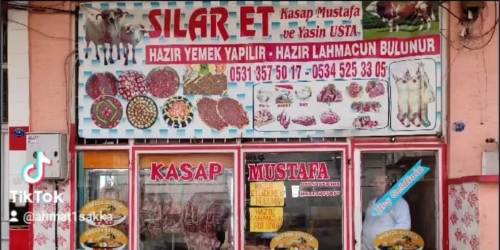 SILAR ET
Kasap Mustafa
ve Yasin USTA
HAZIR YEMEK YAPILIR - HAZIR LAHMACUN BULUNUR
0531 357 50 17 - 0534 525 33 05
KASAP
MUSTAFA
HAZIR
TikTok
@ahmat1sakka